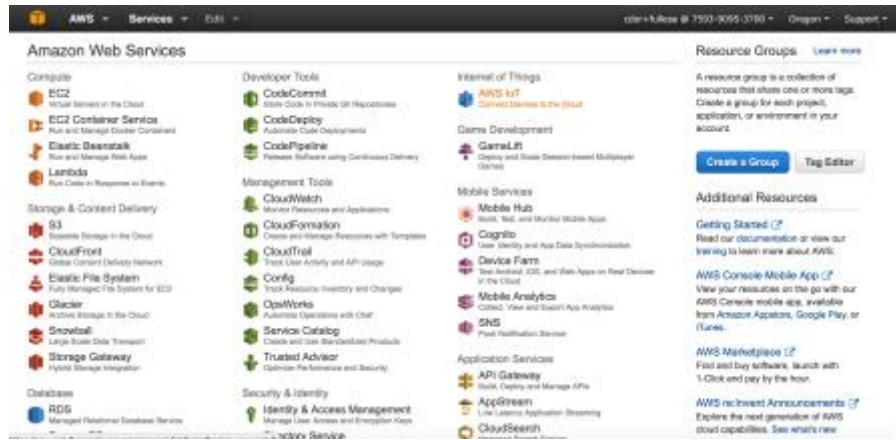 AWS Services Edit Oregon Support
Amazon Web Services
Compute
EC2
Virtual Servers in the Cloud
EC2 Container Service
Run and Manage Docker Containers
Elastic Beanstalk
Run and Manage Web Apps
Lambda
Run Code in Response to Events
Storage & Content Delivery
S3
Scalable Storage in the Cloud
CloudFront
Global Content Delivery Network
Elastic File System
Fully Managed File System for EC2
Glacier
Archive Storage in the Cloud
Snowball
Large Scale Data Transport
Storage Gateway
Hybrid Storage Integration
Database
RDS
Managed Relational Database Service
Developer Tools
CodeCommit
Store Code in Private Git Repositories
CodeDeploy
Automate Code Deployments
CodePipeline
Release Software using Continuous Delivery
Management Tools
CloudWatch
Monitor Resources and Applications
CloudFormation
Create and Manage Resources with Templates
CloudTrail
Track User Activity and API Usage
Config
Track Resource Inventory and Changes
OpsWorks
Automate Operations with Chef
Service Catalog
Create and Use Standardized Products
Trusted Advisor
Optimize Performance and Security
Security & Identity
Identity & Access Management
Manage User Access and Encryption Keys
Directory Service
Internet of Things
AWS IoT
Connect Devices to the Cloud
Game Development
GameLift
Deploy and Scale Session-based Multiplayer
Games
Mobile Services
Mobile Hub
Build, Test, and Monitor Mobile Apps
Cognito
User Identity and App Data Synchronization
Device Farm
Test Android, iOS, and Web Apps on Real Devices
in the Cloud
Mobile Analytics
Collect, View and Export App Analytics
SNS
Push Notification Service
Application Services
API Gateway
Build, Deploy and Manage APIs
AppStream
Low Latency Application Streaming
CloudSearch
Managed Search Service
Resource Groups Learn more
A resource group is a collection of
resources that share one or more tags.
Create a group for each project,
application, or environment in your
account.
Create a Group Tag Editor
Additional Resources
Getting Started
Read our documentation or view our
training to learn more about AWS.
AWS Console Mobile App
View your resources on the go with our
AWS Console mobile app, available
from Amazon Appstore, Google Play, or
iTunes.
AWS Marketplace
Find and buy software, launch with
1-Click and pay by the hour.
AWS re:Invent Announcements
Explore the next generation of AWS
cloud capabilities. See what's new